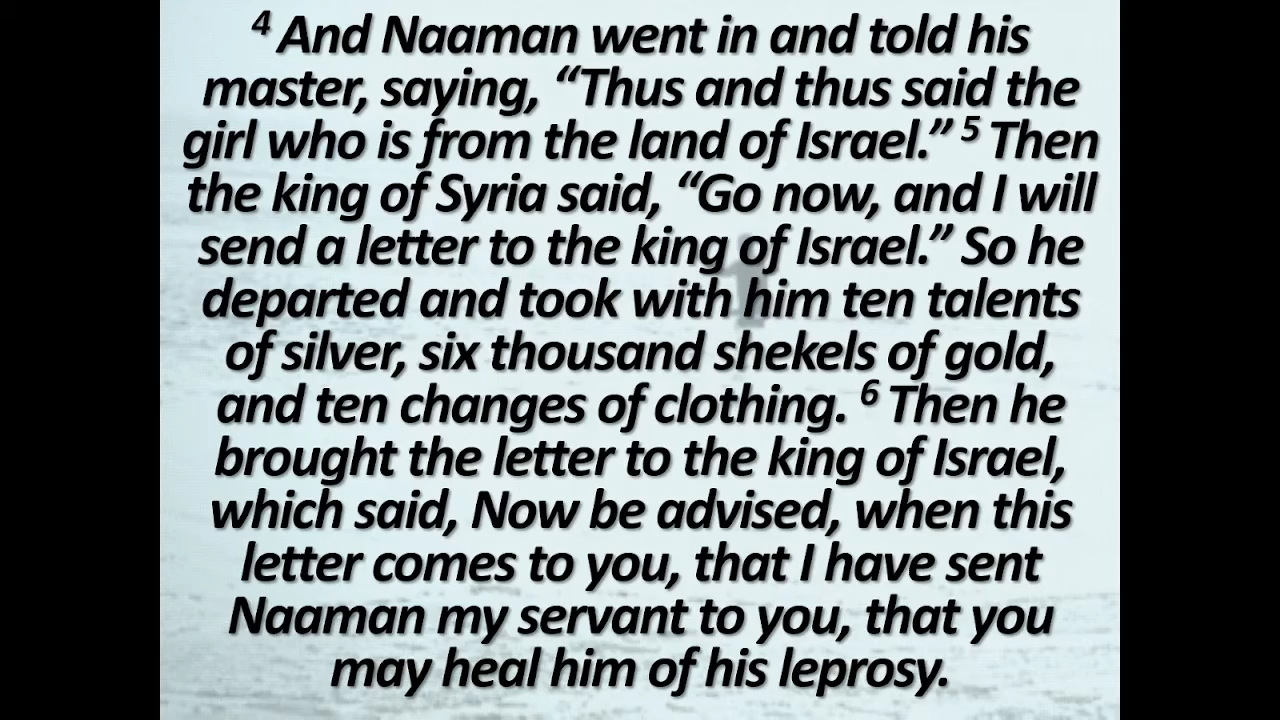 4 And Naaman went in and told his
master, saying, “Thus and thus said the
girl who is from the land of Israel.” 5 Then
the king of Syria said, “Go now, and I will
send a letter to the king of Israel.” So he
departed and took with him ten talents
of silver, six thousand shekels of gold,
and ten changes of clothing. 6 Then he
brought the letter to the king of Israel,
which said, Now be advised, when this
letter comes to you, that I have sent
Naaman my servant to you, that you
may heal him of his leprosy.